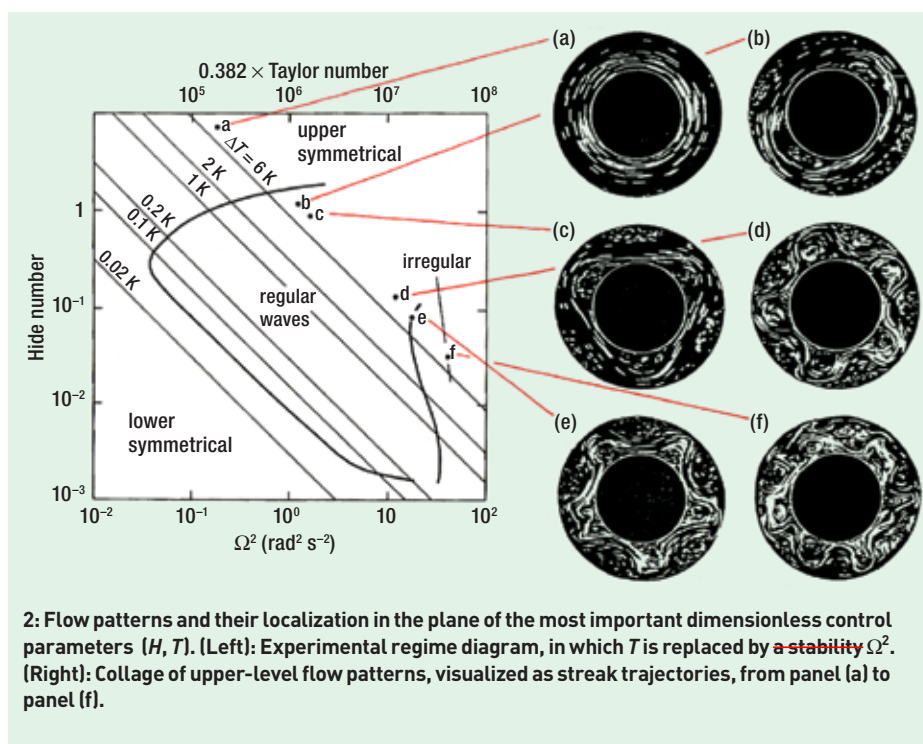 0.382 × Taylor number
10⁵ 10⁶ 10⁷ 10⁸
Hide number
1
10⁻¹
10⁻²
10⁻³
10⁻² 10⁻¹ 10⁰ 10 10²
Ω² (rad² s⁻²)
a
ΔT = 6 K
2 K
1 K
0.2 K
0.1 K
0.02 K
upper
symmetrical
b
c
irregular
regular
waves
d
e
f
lower
symmetrical
(a)
(b)
(c)
(d)
(e)
(f)
2: Flow patterns and their localization in the plane of the most important dimensionless control
parameters (H, T). (Left): Experimental regime diagram, in which T is replaced by a stability Ω².
(Right): Collage of upper-level flow patterns, visualized as streak trajectories, from panel (a) to
panel (f).